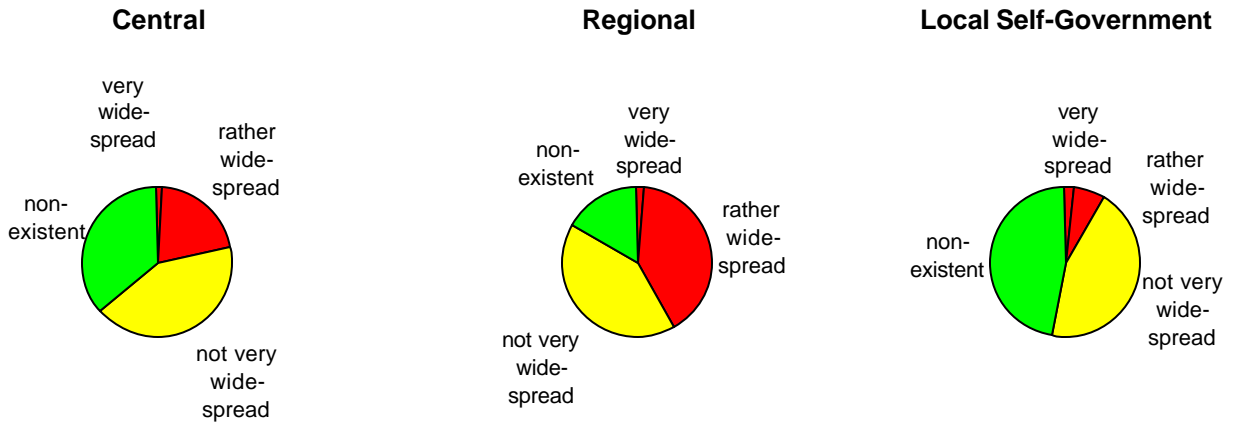 Central
very
wide-
spread
rather
wide-
spread
non-
existent
not very
wide-
spread
Regional
very
wide-
spread
non-
existent
rather
wide-
spread
not very
wide-
spread
Local Self-Government
very
wide-
spread
rather
wide-
spread
non-
existent
not very
wide-
spread